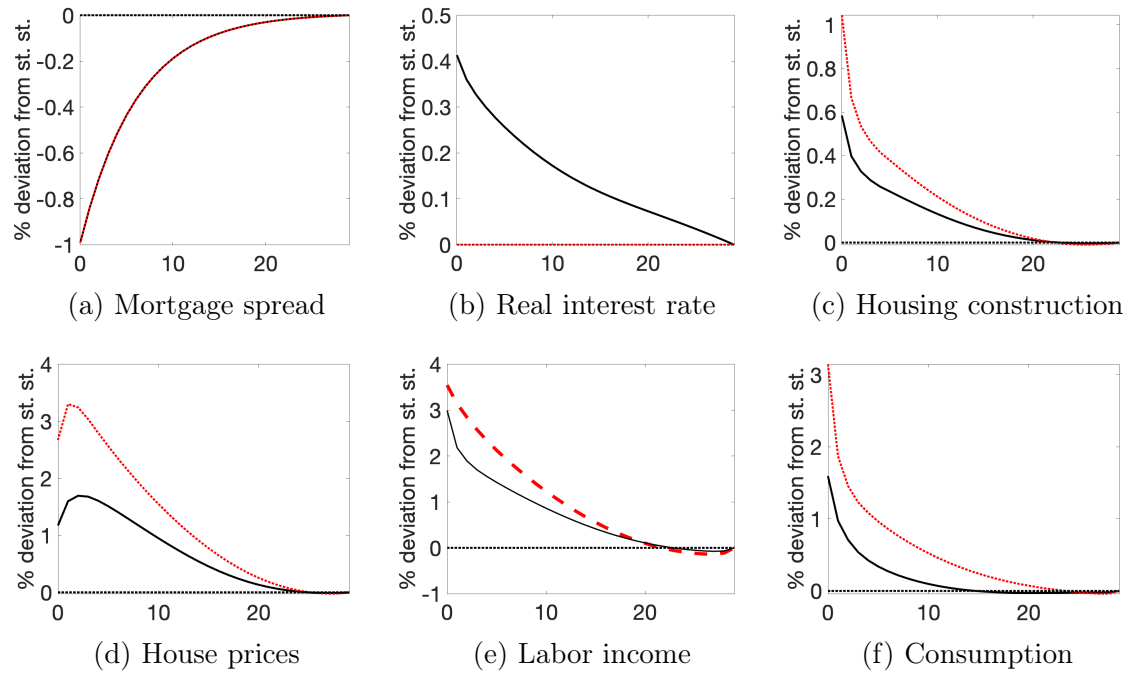 % deviation from st. st.
0
-0.2
-0.4
-0.6
-0.8
-1
0 10 20
(a) Mortgage spread
% deviation from st. st.
0.5
0.4
0.3
0.2
0.1
0
0 10 20
(b) Real interest rate
% deviation from st. st.
1
0.8
0.6
0.4
0.2
0
0 10 20
(c) Housing construction
% deviation from st. st.
4
3
2
1
0
0 10 20
(d) House prices
% deviation from st. st.
4
3
2
1
0
-1
0 10 20
(e) Labor income
% deviation from st. st.
3
2
1
0
0 10 20
(f) Consumption